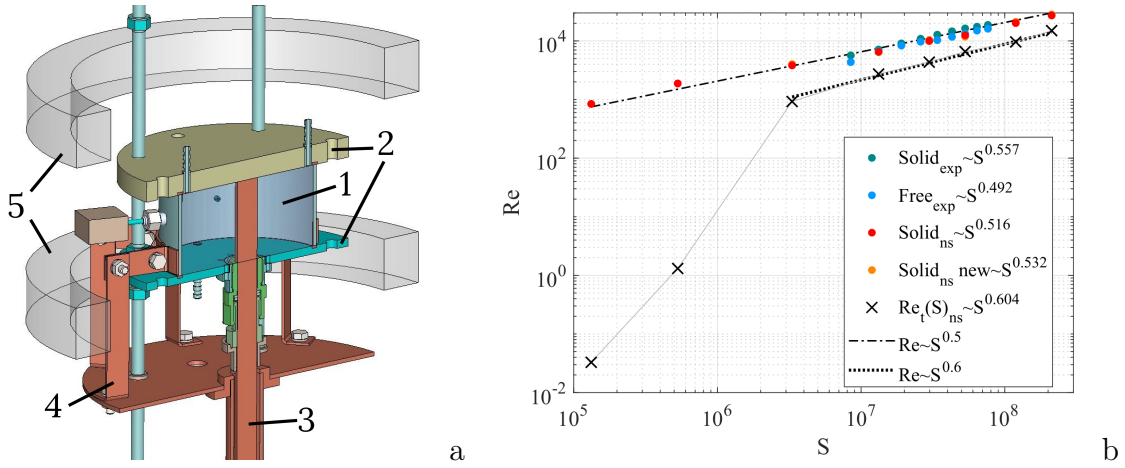 5
2
1
4
3
a
10^4
10^2
10^0
10^-2
Re
Solid_exp~S^0.557
Free_exp~S^0.492
Solid_ns~S^0.516
Solid_ns new~S^0.532
Re_t(S)_ns~S^0.604
Re~S^0.5
Re~S^0.6
10^5
10^6
10^7
10^8
S
b